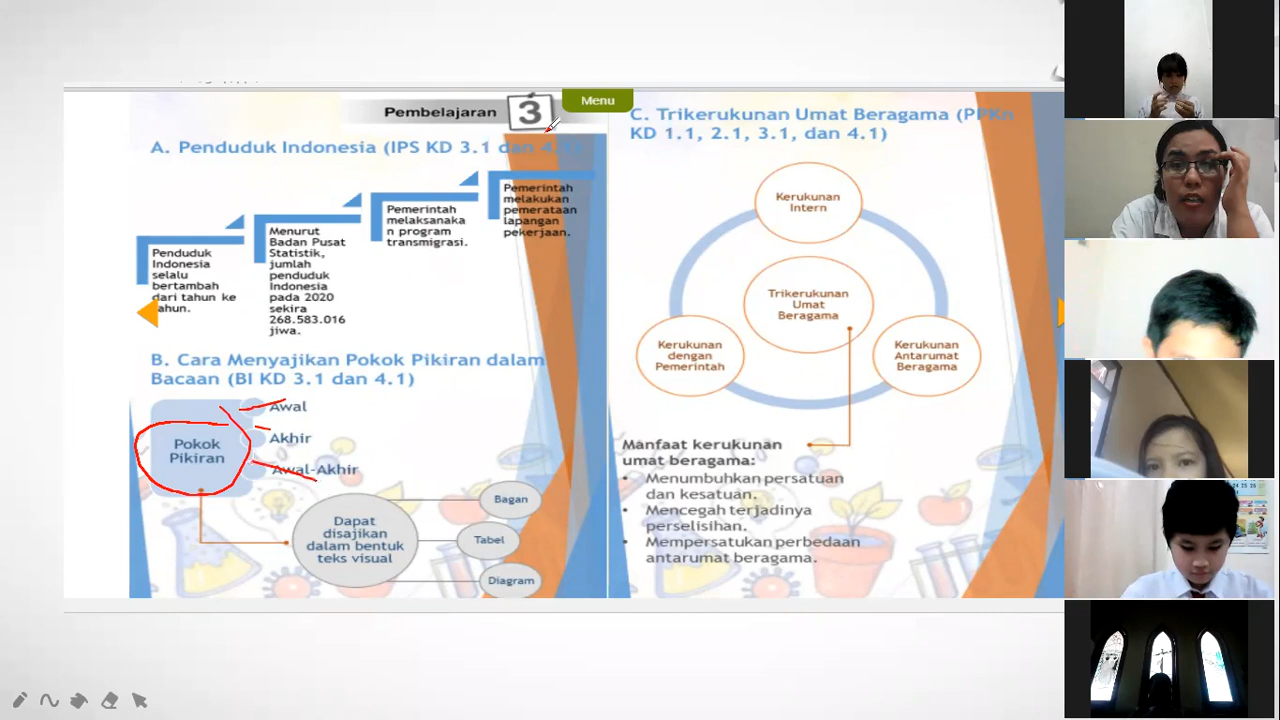 Pembelajaran 3
Menu
A. Penduduk Indonesia (IPS KD 3.1 dan 4.1)
Penduduk
Indonesia
selalu
bertambah
dari tahun ke
tahun.
Menurut
Badan Pusat
Statistik,
jumlah
penduduk
Indonesia
pada 2020
sekira
268.583.016
jiwa.
Pemerintah
melaksanaka
n program
transmigrasi.
Pemerintah
melakukan
pemerataan
lapangan
pekerjaan.
B. Cara Menyajikan Pokok Pikiran dalam
Bacaan (BI KD 3.1 dan 4.1)
Pokok
Pikiran
Awal
Akhir
Awal-Akhir
Dapat
disajikan
dalam bentuk
teks visual
Bagan
Tabel
Diagram
C. Trikerukunan Umat Beragama (PPKn
KD 1.1, 2.1, 3.1, dan 4.1)
Kerukunan
Intern
Trikerukunan
Umat
Beragama
Kerukunan
dengan
Pemerintah
Kerukunan
Antarumat
Beragama
Manfaat kerukunan
umat beragama:
• Menumbuhkan persatuan
dan kesatuan.
• Mencegah terjadinya
perselisihan.
• Mempersatukan perbedaan
antarumat beragama.